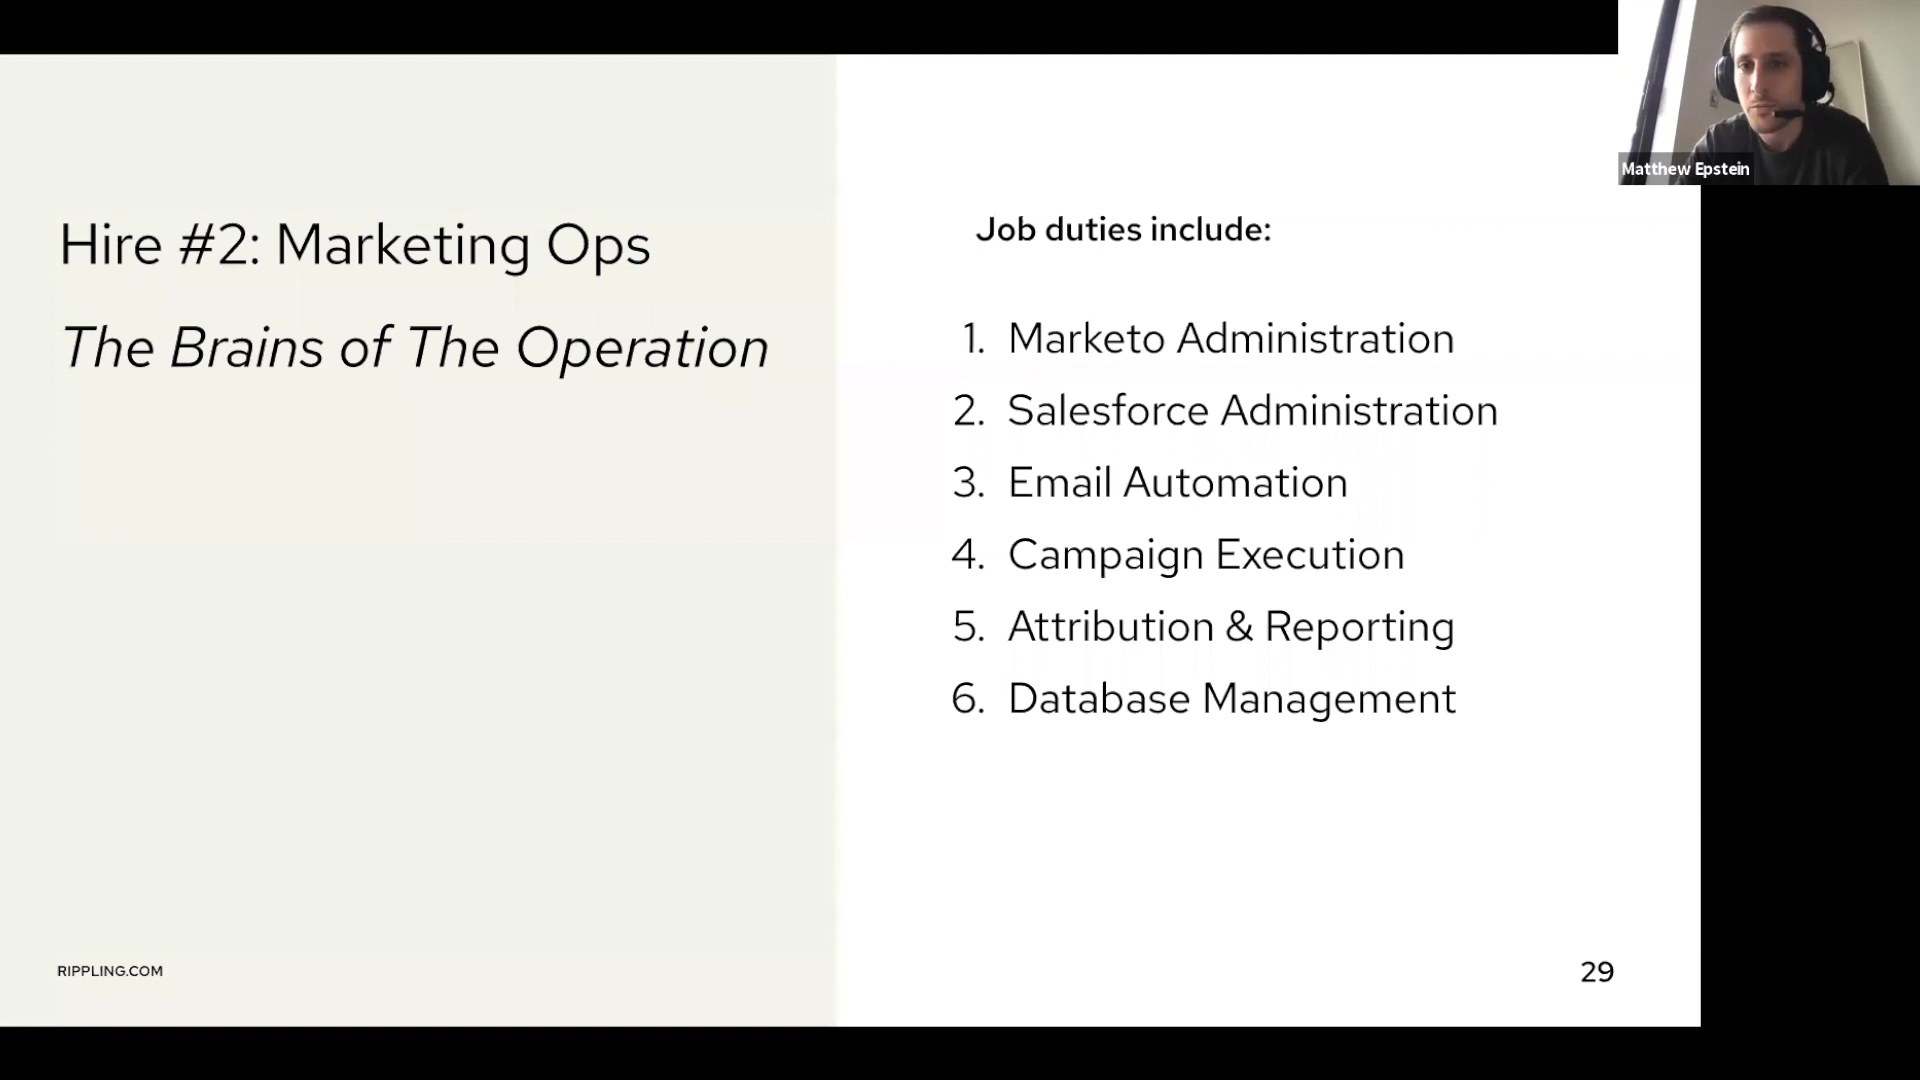 Hire #2: Marketing Ops
The Brains of The Operation
Job duties include:
1. Marketo Administration
2. Salesforce Administration
3. Email Automation
4. Campaign Execution
5. Attribution & Reporting
6. Database Management
RIPPLING.COM
29
Matthew Epstein